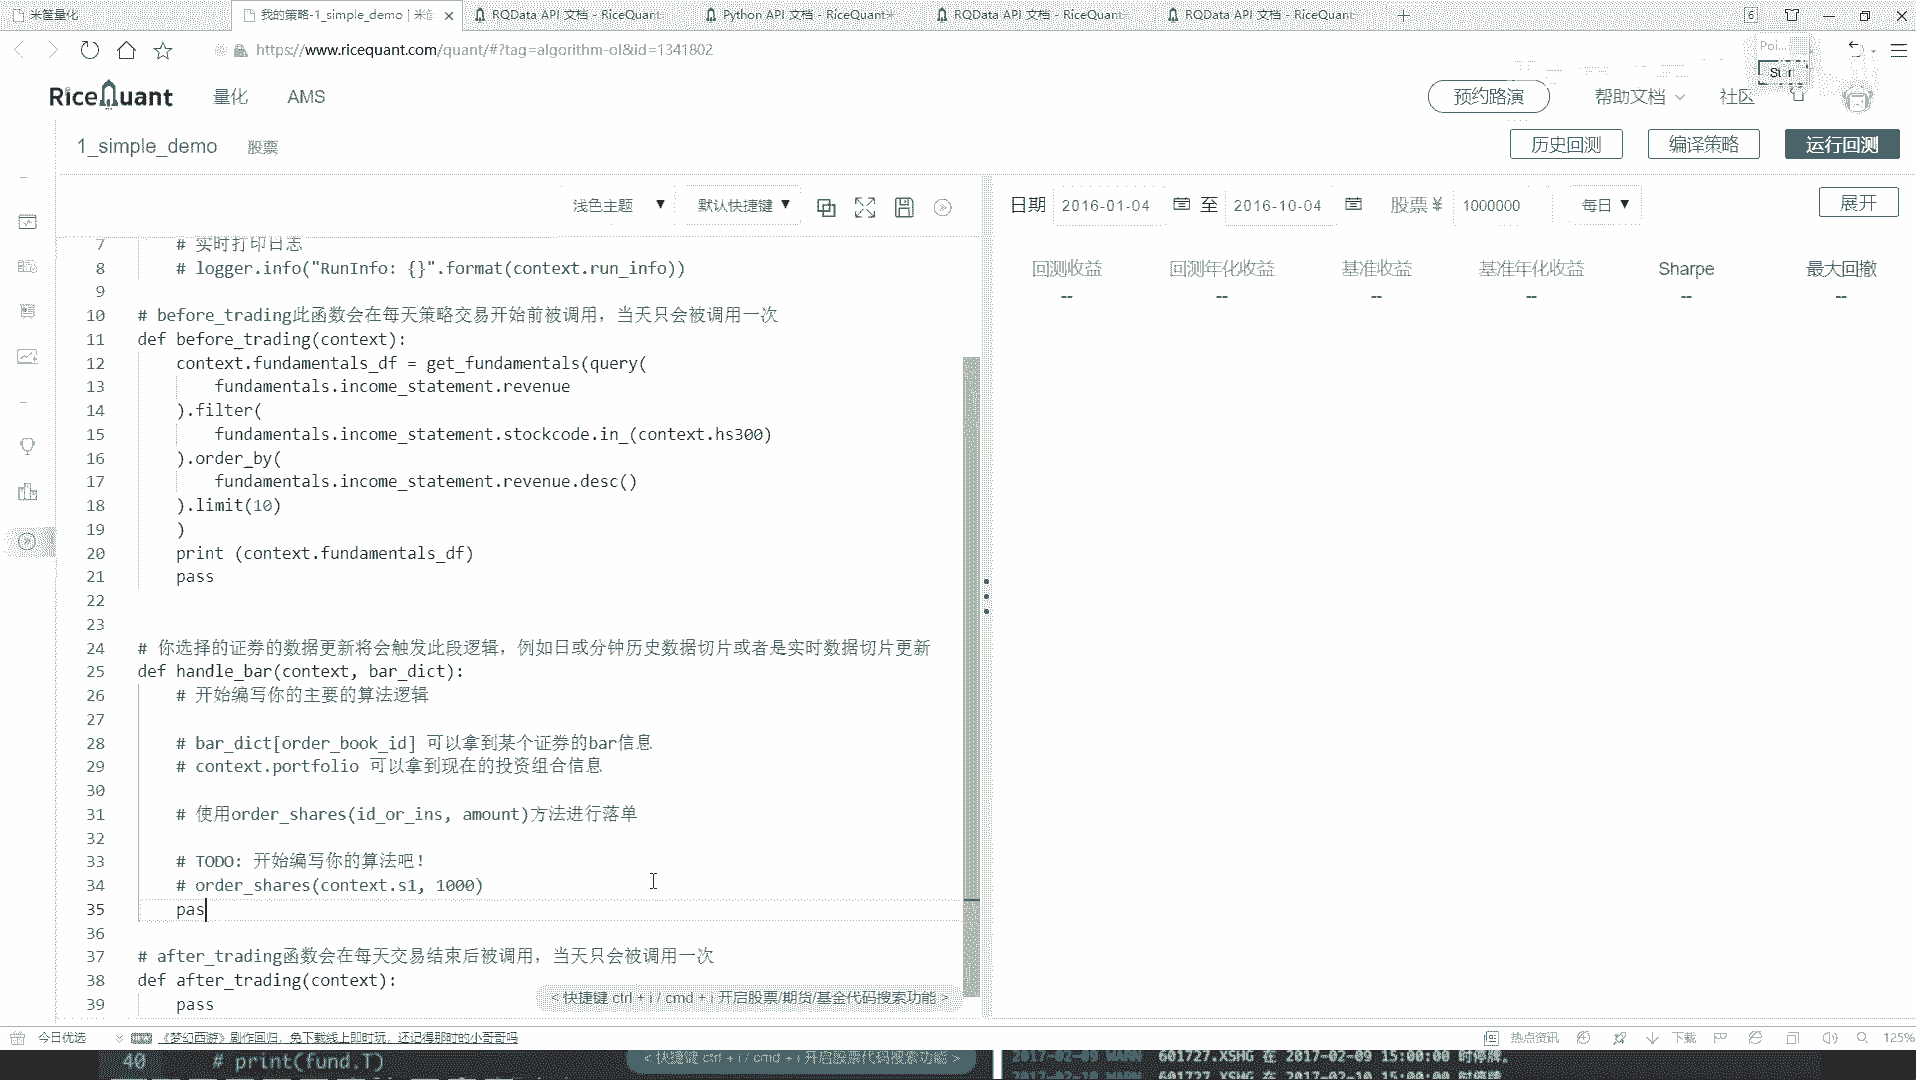 米筐量化
我的策略-1_simple_demo | 米筐
RQData API 文档 - RiceQuant
Python API 文档 - RiceQuant
RQData API 文档 - RiceQuant
RQData API 文档 - RiceQuant
6
https://www.ricequant.com/quant/#?tag=algorithm-ol&id=1341802
Poi...
Star
RiceQuant
量化
AMS
预约路演
帮助文档
社区
1_simple_demo
股票
历史回测
编译策略
运行回测
浅色主题 ▼
默认快捷键 ▼
日期
2016-01-04
至
2016-10-04
股票 ¥
1000000
每日 ▼
展开
回测收益
回测年化收益
基准收益
基准年化收益
Sharpe
最大回撤
--
--
--
--
--
--
7 # 实时打印日志
8 # logger.info("RunInfo: {}".format(context.run_info))
9
10 # before_trading此函数会在每天策略交易开始前被调用，当天只会被调用一次
11 def before_trading(context):
12 context.fundamentals_df = get_fundamentals(query(
13 fundamentals.income_statement.revenue
14 ).filter(
15 fundamentals.income_statement.stockcode.in_(context.hs300)
16 ).order_by(
17 fundamentals.income_statement.revenue.desc()
18 ).limit(10)
19 )
20 print (context.fundamentals_df)
21 pass
22
23
24 # 你选择的证券的数据更新将会触发此段逻辑，例如日或分钟历史数据切片或者是实时数据切片更新
25 def handle_bar(context, bar_dict):
26 # 开始编写你的主要的算法逻辑
27
28 # bar_dict[order_book_id] 可以拿到某个证券的bar信息
29 # context.portfolio 可以拿到现在的投资组合信息
30
31 # 使用order_shares(id_or_ins, amount)方法进行落单
32
33 # TODO: 开始编写你的算法吧！
34 # order_shares(context.s1, 1000)
35 pas
36
37 # after_trading函数会在每天交易结束后被调用，当天只会被调用一次
38 def after_trading(context):
39 pass
< 快捷键 ctrl + i / cmd + i 开启股票/期货/基金代码搜索功能 >
今日优选
《梦幻西游》剧作回归，免下载线上即时玩，还记得那时的小哥哥吗
热点资讯
下载
125%
40 # print(fund.T)
< 快捷键 ctrl + i / cmd + i 开启股票代码搜索功能 >
2017-02-09 WARN 601727.XSHG 在 2017-02-09 15:00:00 时停牌。
2017-02-10 WARN 601727.XSHG 在 2017-02-10 15:00:00 时停牌。